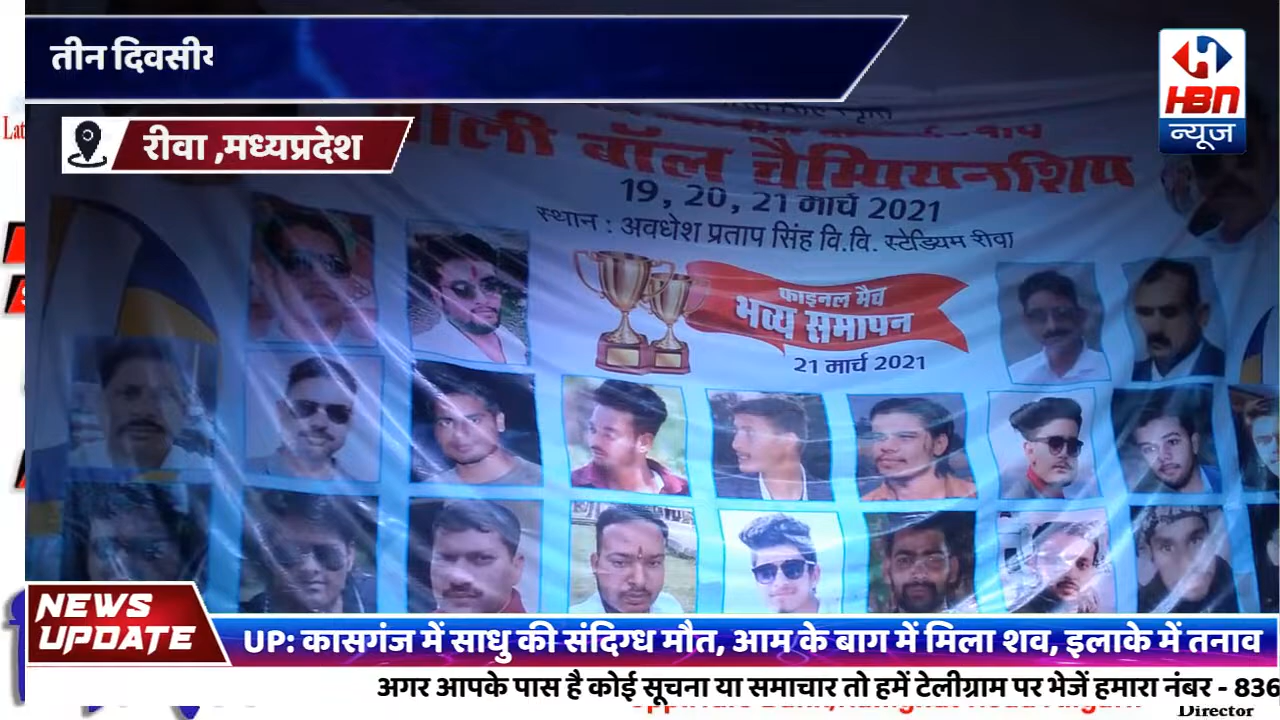 तीन दिवसीय
HBN
न्यूज
रीवा ,मध्यप्रदेश
वॉली बॉल चैम्पियनशिप
19, 20, 21 मार्च 2021
स्थान : अवधेश प्रताप सिंह वि.वि. स्टेडियम रीवा
फाइनल मैच
भव्य समापन
21 मार्च 2021
NEWS
UPDATE
UP: कासगंज में साधु की संदिग्ध मौत, आम के बाग में मिला शव, इलाके में तनाव
अगर आपके पास है कोई सूचना या समाचार तो हमें टेलीग्राम पर भेजें हमारा नंबर - 836
Director